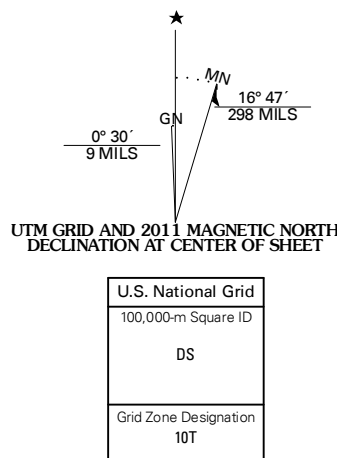 MN
GN
16° 47´
298 MILS
0° 30´
9 MILS
UTM GRID AND 2011 MAGNETIC NORTH
DECLINATION AT CENTER OF SHEET
U.S. National Grid
100,000-m Square ID
DS
Grid Zone Designation
10T